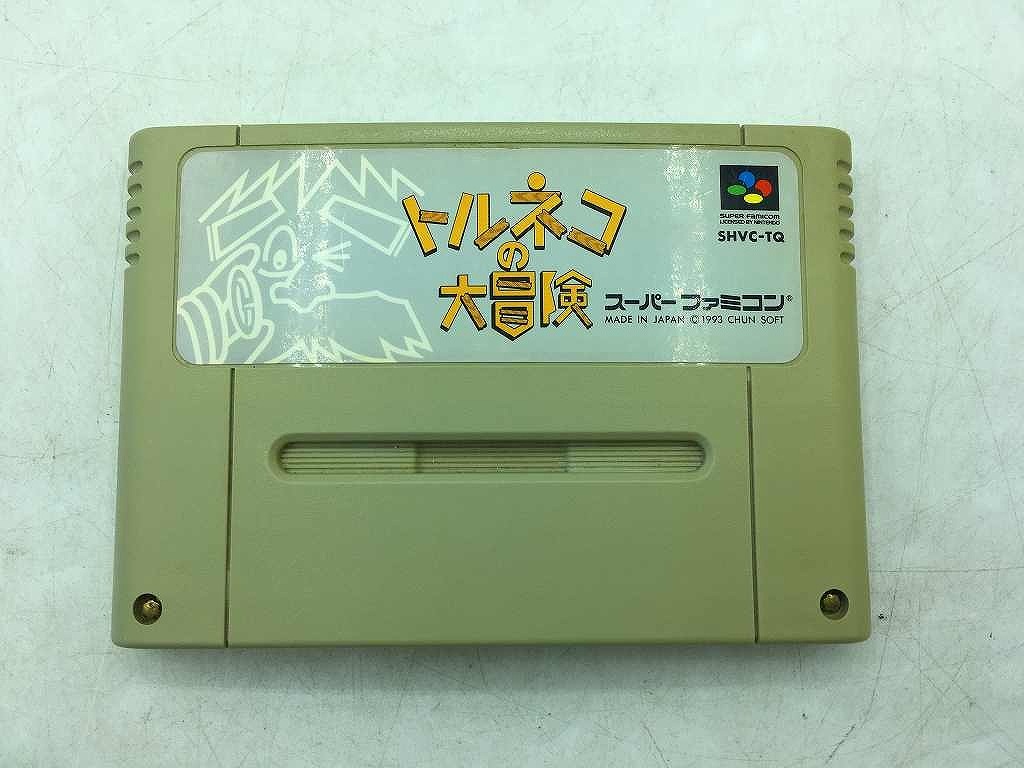 トルネコ
の
大冒険
SUPER FAMICOM
LICENSED BY NINTENDO
SHVC-TQ
スーパーファミコン®
MADE IN JAPAN ©1993 CHUN SOFT